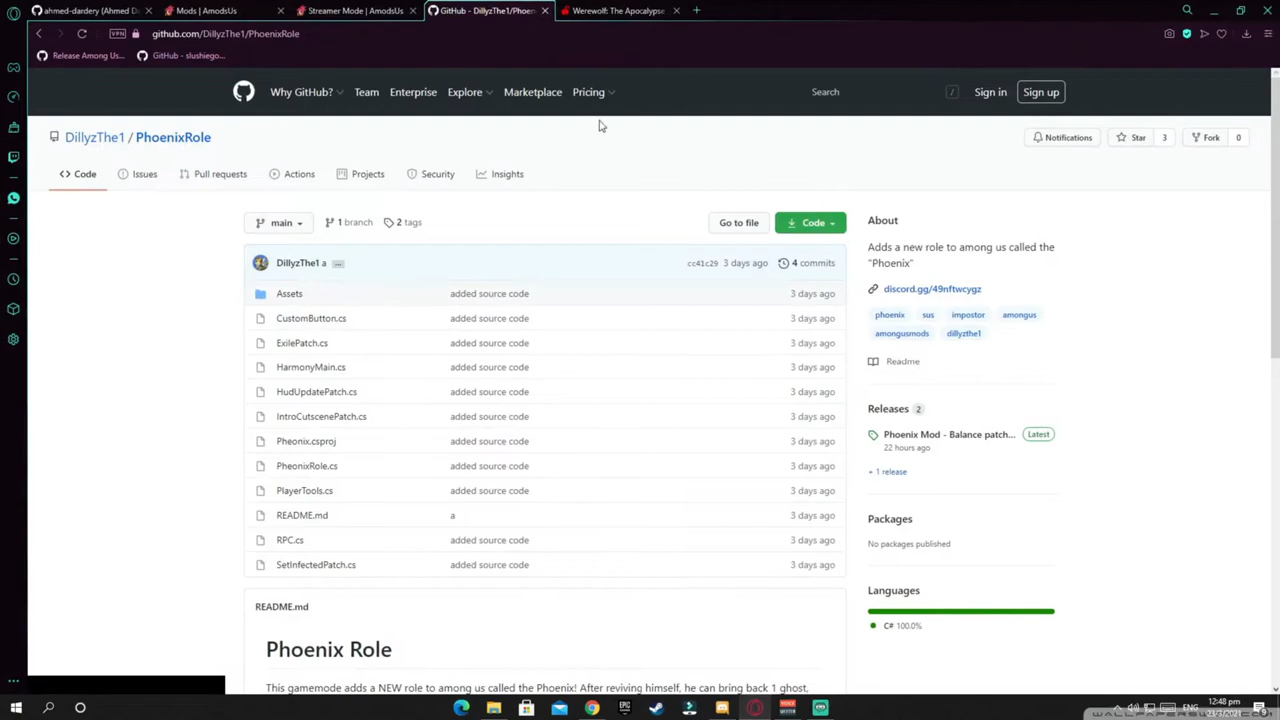 ahmed-dardery (Ahmed D
Mods | AmodsUs
Streamer Mode | AmodsUs
GitHub - DillyzThe1/Phoen
Werewolf: The Apocalypse
VPN
github.com/DillyzThe1/PhoenixRole
Release Among Us...
GitHub - slushiego...
Why GitHub?
Team
Enterprise
Explore
Marketplace
Pricing
Search
/
Sign in
Sign up
DillyzThe1 / PhoenixRole
Notifications
Star
3
Fork
0
Code
Issues
Pull requests
Actions
Projects
Security
Insights
main
1 branch
2 tags
Go to file
Code
DillyzThe1 a ...
cc41c29 3 days ago
4 commits
Assets added source code 3 days ago
CustomButton.cs added source code 3 days ago
ExilePatch.cs added source code 3 days ago
HarmonyMain.cs added source code 3 days ago
HudUpdatePatch.cs added source code 3 days ago
IntroCutscenePatch.cs added source code 3 days ago
Pheonix.csproj added source code 3 days ago
PheonixRole.cs added source code 3 days ago
PlayerTools.cs added source code 3 days ago
README.md a 3 days ago
RPC.cs added source code 3 days ago
SetInfectedPatch.cs added source code 3 days ago
README.md
Phoenix Role
This gamemode adds a NEW role to among us called the Phoenix! After reviving himself, he can bring back 1 ghost,
About
Adds a new role to among us called the
"Phoenix"
discord.gg/49nftwcygz
phoenix sus impostor amongus
amongusmods dillyzthe1
Readme
Releases 2
Phoenix Mod - Balance patch... Latest
22 hours ago
+ 1 release
Packages
No packages published
Languages
C# 100.0%
EPIC
ENG
12:48 pm